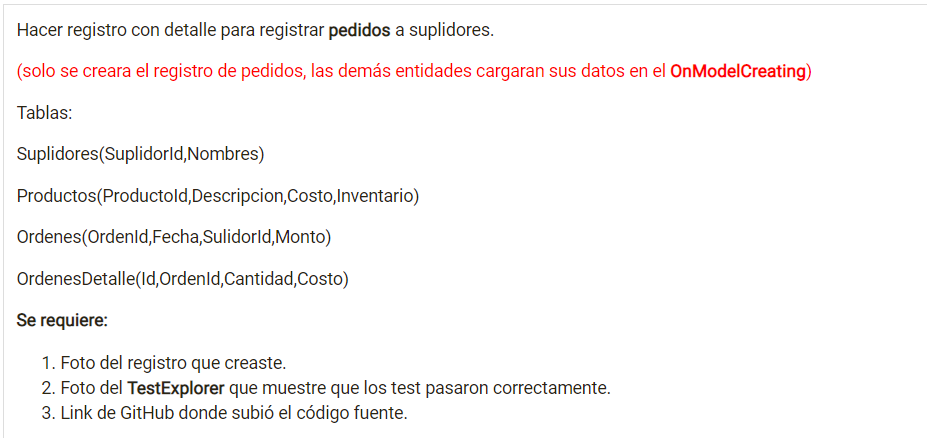 Hacer registro con detalle para registrar pedidos a suplidores.
(solo se creara el registro de pedidos, las demás entidades cargaran sus datos en el OnModelCreating)
Tablas:
Suplidores(SuplidorId,Nombres)
Productos(ProductoId,Descripcion,Costo,Inventario)
Ordenes(OrdenId,Fecha,SulidorId,Monto)
OrdenesDetalle(Id,OrdenId,Cantidad,Costo)
Se requiere:
1. Foto del registro que creaste.
2. Foto del TestExplorer que muestre que los test pasaron correctamente.
3. Link de GitHub donde subió el código fuente.